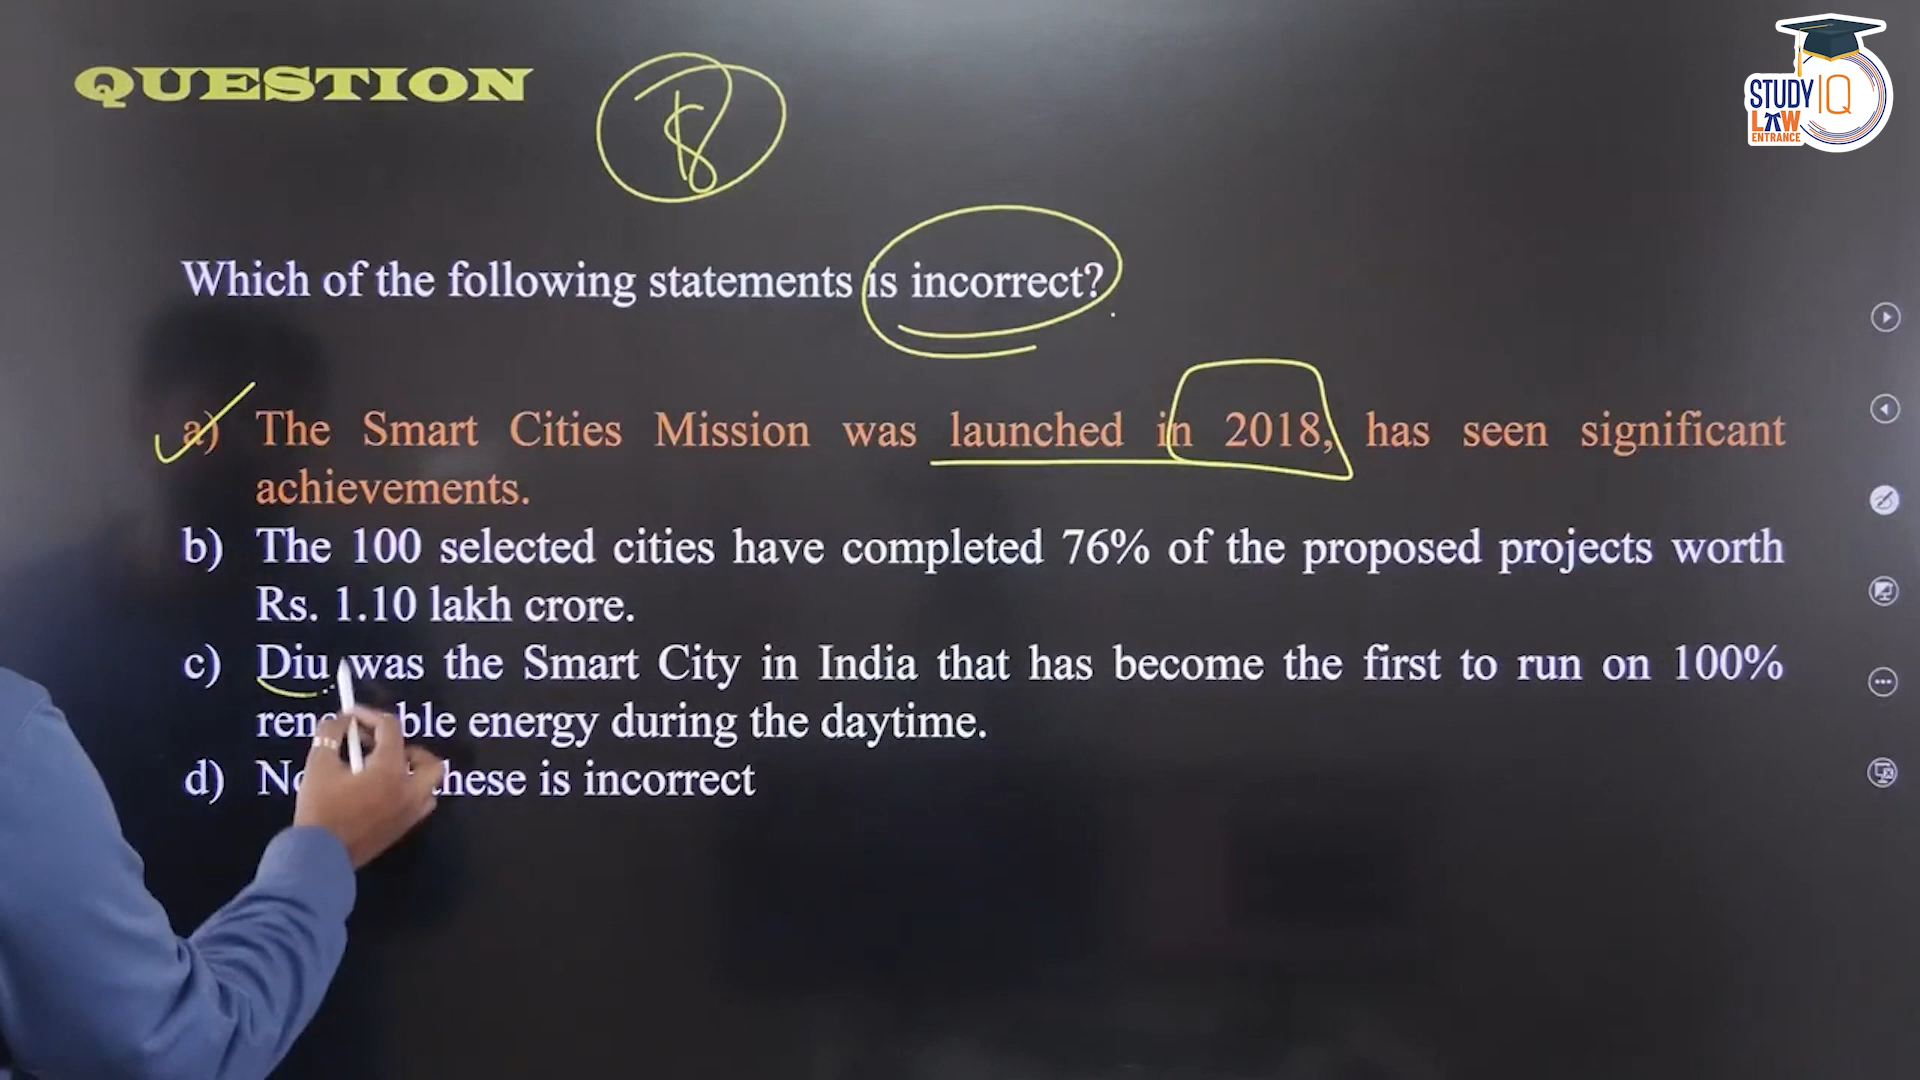 QUESTION
STUDY IQ
LAW
ENTRANCE
Which of the following statements is incorrect?
a) The Smart Cities Mission was launched in 2018, has seen significant
achievements.
b) The 100 selected cities have completed 76% of the proposed projects worth
Rs. 1.10 lakh crore.
c) Diu was the Smart City in India that has become the first to run on 100%
energy during the daytime.
d) these is incorrect